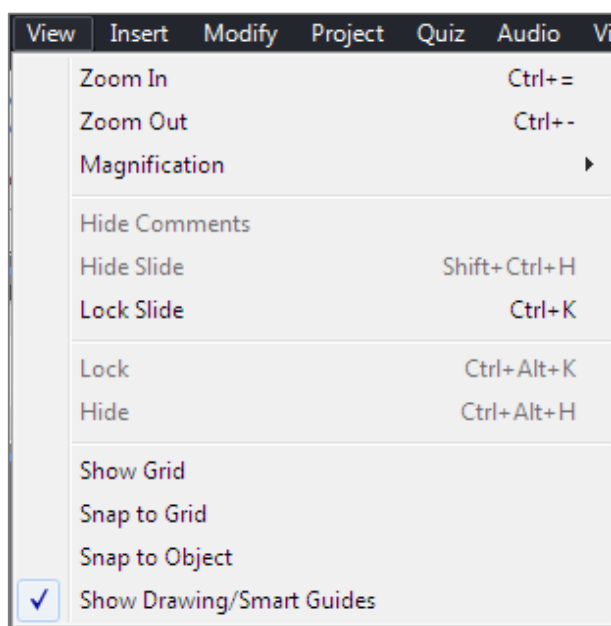 View Insert Modify Project Quiz Audio Vi
Zoom In Ctrl+=
Zoom Out Ctrl+-
Magnification
Hide Comments
Hide Slide Shift+Ctrl+H
Lock Slide Ctrl+K
Lock Ctrl+Alt+K
Hide Ctrl+Alt+H
Show Grid
Snap to Grid
Snap to Object
Show Drawing/Smart Guides